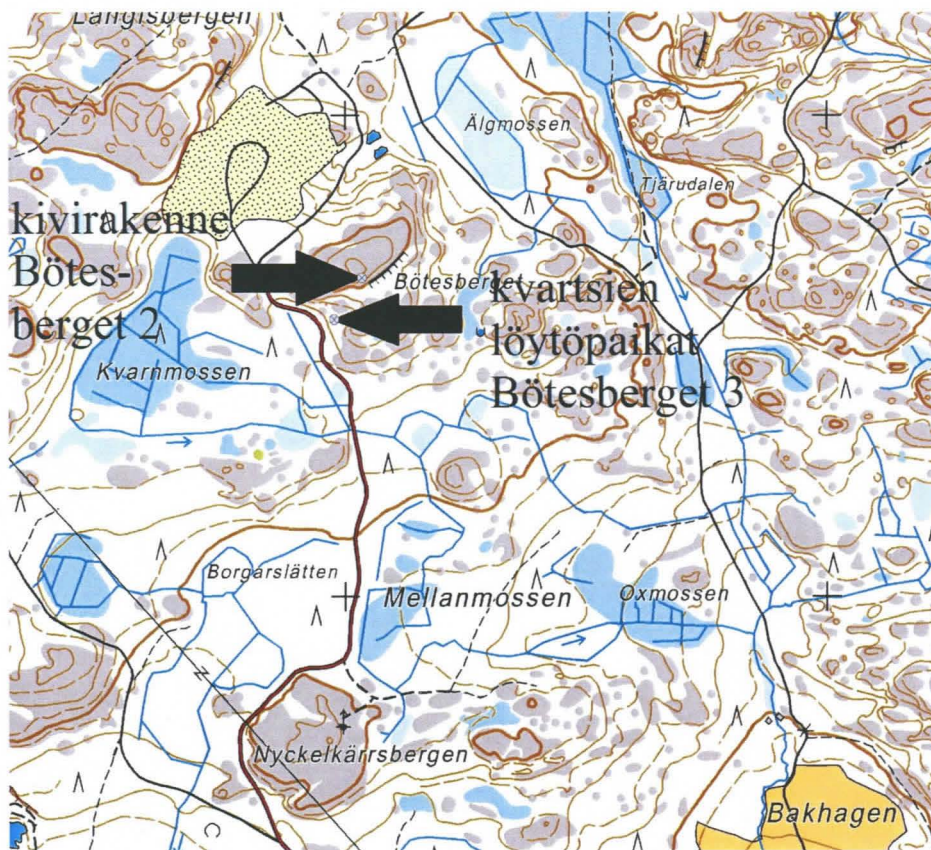 Långisbergen
Älgmossen
Tjärudalen
kivirakenne
Bötes-
berget 2
Bötesberget
kvartsien
löytöpaikat
Bötesberget 3
Kvarnmossen
Borgarslätten
Mellanmossen
Oxmossen
Nyckelkärrsbergen
Bakhagen